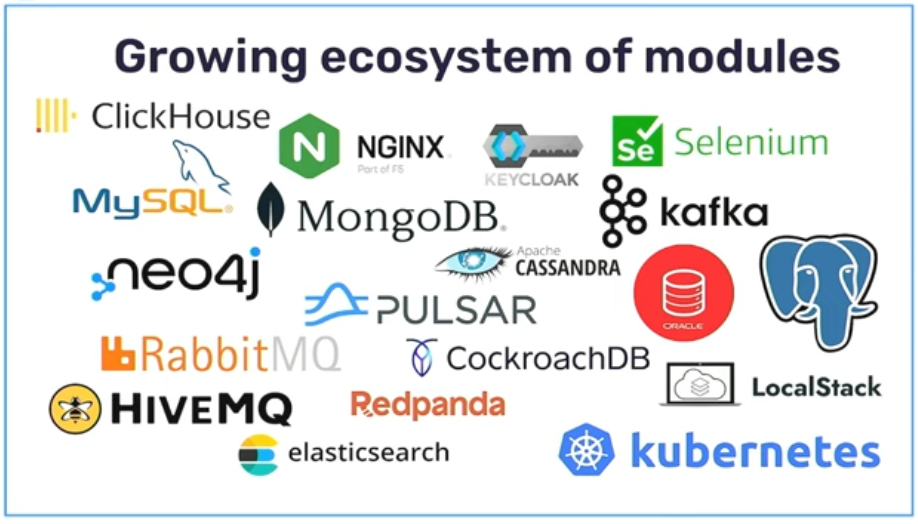 Growing ecosystem of modules
ClickHouse
NGINX
Part of F5
KEYCLOAK
Se
Selenium
MySQL®
MongoDB®
kafka
neo4j
Apache
CASSANDRA
ORACLE
PULSAR
RabbitMQ
CockroachDB
LocalStack
HIVEMQ
Redpanda
elasticsearch
kubernetes